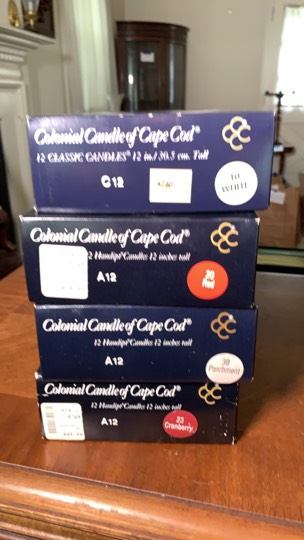 Colonial Candle of Cape Cod®
12 CLASSIC CANDLES® 12 in./30.5 cm. Tall
C12
10
WHITE
Colonial Candle of Cape Cod®
12 Handipt® Candles 12 inches tall
A12
20
Red
Colonial Candle of Cape Cod®
12 Handipt® Candles 12 inches tall
A12
39
Parchment
Colonial Candle of Cape Cod®
12 Handipt® Candles 12 inches tall
A12
23
Cranberry